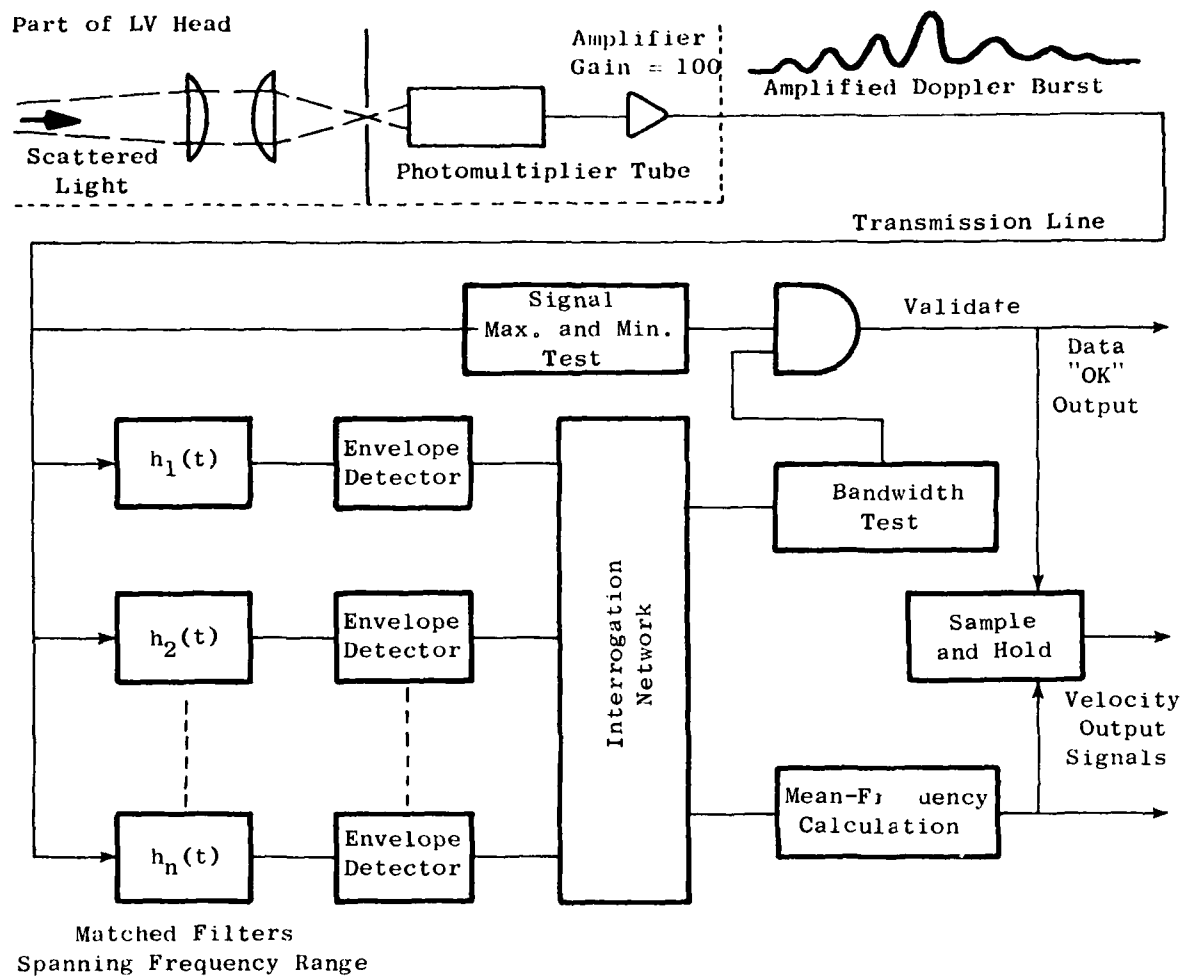 Part of LV Head
Amplifier
Gain = 100
Amplified Doppler Burst
Scattered
Light
Photomultiplier Tube
Transmission Line
Signal
Max. and Min.
Test
Validate
Data
"OK"
Output
h1(t)
Envelope
Detector
Bandwidth
Test
Interrogation
Network
h2(t)
Envelope
Detector
Sample
and Hold
Velocity
Output
Signals
Mean-F uency
Calculation
hn(t)
Envelope
Detector
Matched Filters
Spanning Frequency Range